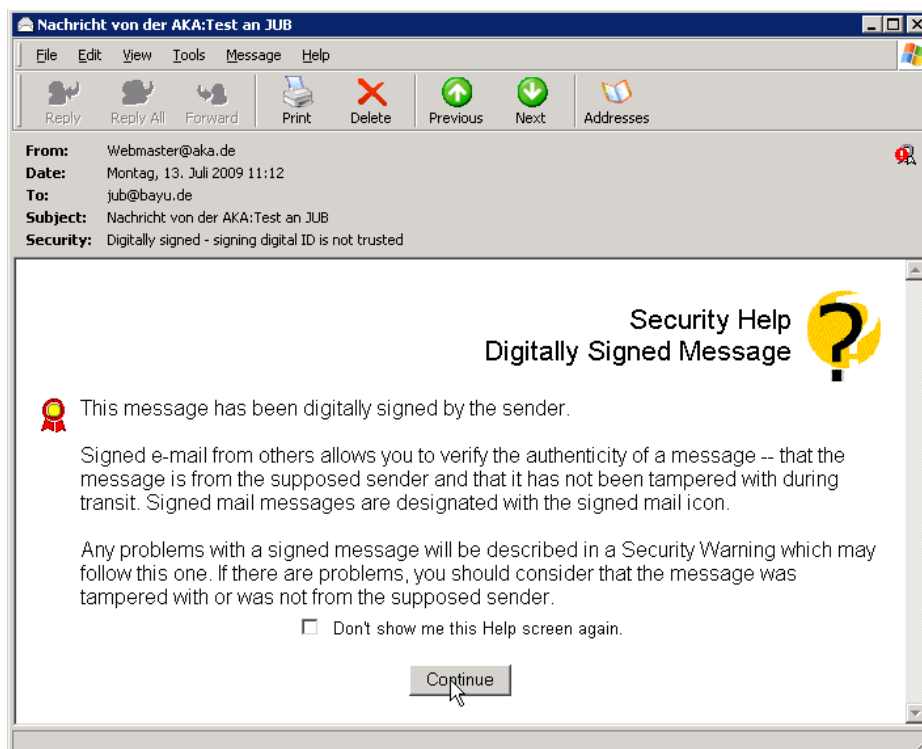 Nachricht von der AKA:Test an JUB
File Edit View Tools Message Help
Reply Reply All Forward Print Delete Previous Next Addresses
From: Webmaster@aka.de
Date: Montag, 13. Juli 2009 11:12
To: jub@bayu.de
Subject: Nachricht von der AKA:Test an JUB
Security: Digitally signed - signing digital ID is not trusted
Security Help
Digitally Signed Message
This message has been digitally signed by the sender.
Signed e-mail from others allows you to verify the authenticity of a message -- that the
message is from the supposed sender and that it has not been tampered with during
transit. Signed mail messages are designated with the signed mail icon.
Any problems with a signed message will be described in a Security Warning which may
follow this one. If there are problems, you should consider that the message was
tampered with or was not from the supposed sender.
Don't show me this Help screen again.
Continue